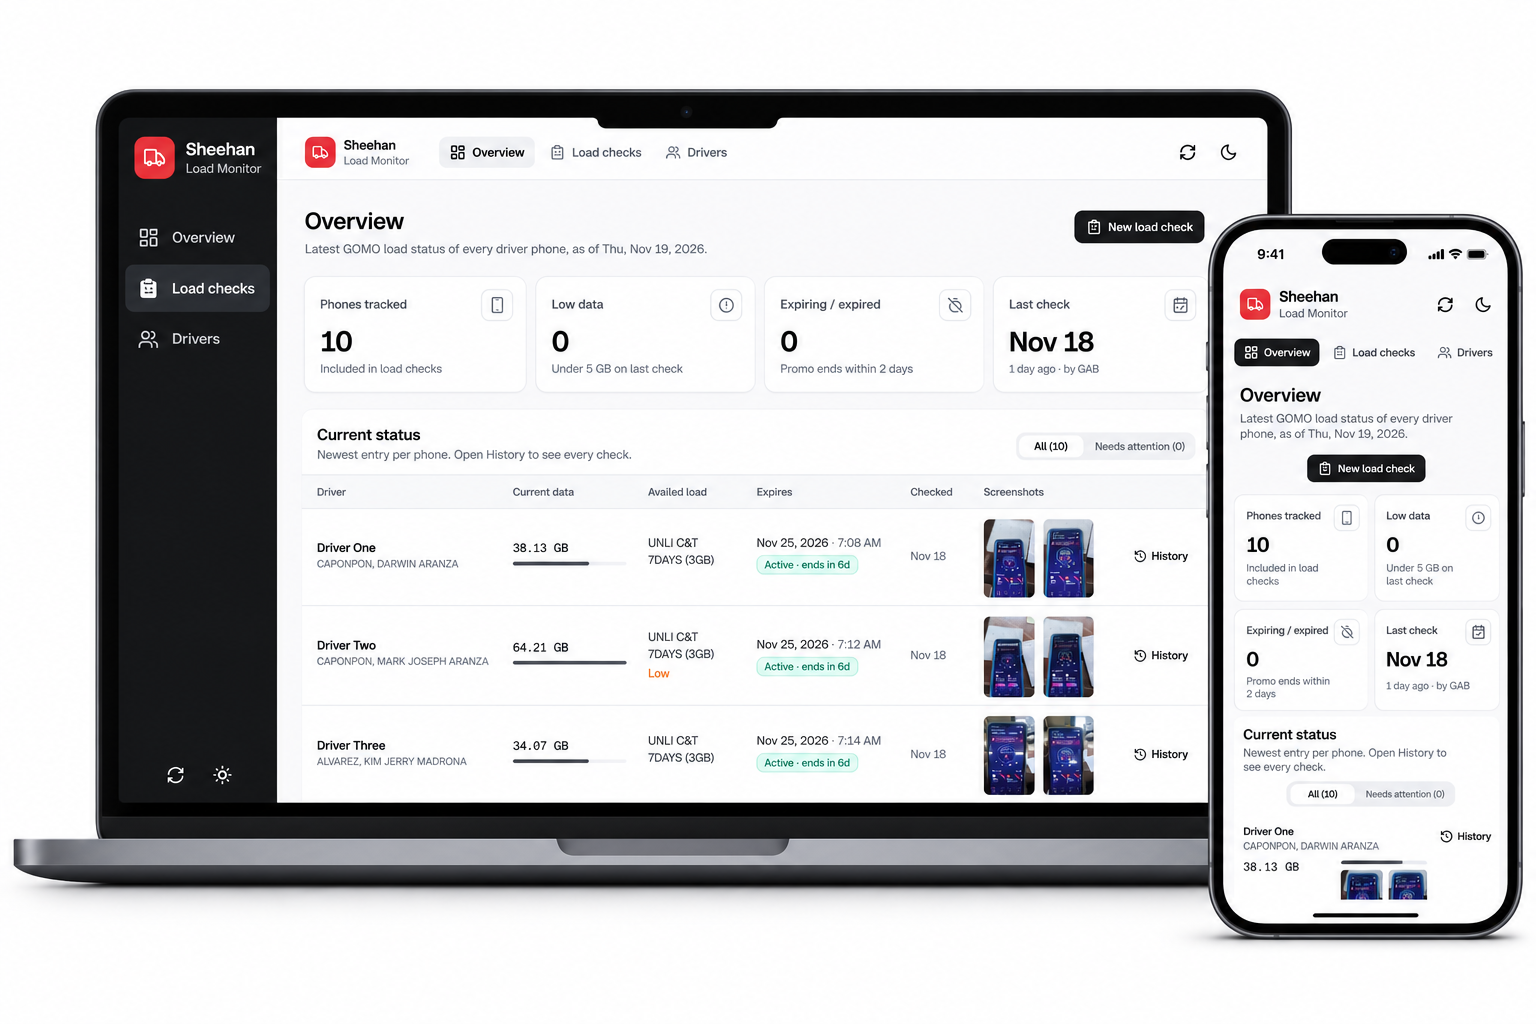 Sheehan
Load Monitor
Overview
Load checks
Drivers
Sheehan
Load Monitor
Overview
Load checks
Drivers
Overview
Latest GOMO load status of every driver phone, as of Thu, Nov 19, 2026.
New load check
Phones tracked
10
Included in load checks
Low data
0
Under 5 GB on last check
Expiring / expired
0
Promo ends within 2 days
Last check
Nov 18
1 day ago · by GAB
Current status
Newest entry per phone. Open History to see every check.
All (10)
Needs attention (0)
Driver
Current data
Availed load
Expires
Checked
Screenshots
Driver One
CAPONPON, DARWIN ARANZA
38.13 GB
UNLI C&T
7DAYS (3GB)
Nov 25, 2026 · 7:08 AM
Active · ends in 6d
Nov 18
History
Driver Two
CAPONPON, MARK JOSEPH ARANZA
64.21 GB
UNLI C&T
7DAYS (3GB)
Low
Nov 25, 2026 · 7:12 AM
Active · ends in 6d
Nov 18
History
Driver Three
ALVAREZ, KIM JERRY MADRONA
34.07 GB
UNLI C&T
7DAYS (3GB)
Nov 25, 2026 · 7:14 AM
Active · ends in 6d
Nov 18
History
9:41
Sheehan
Load Monitor
Overview
Load checks
Drivers
Overview
Latest GOMO load status of every driver
phone, as of Thu, Nov 19, 2026.
New load check
Phones tracked
10
Included in load
checks
Low data
0
Under 5 GB on
last check
Expiring / expired
0
Promo ends within
2 days
Last check
Nov 18
1 day ago · by GAB
Current status
Newest entry per phone. Open History to
see every check.
All (10)
Needs attention (0)
Driver One
CAPONPON, DARWIN ARANZA
38.13 GB
History